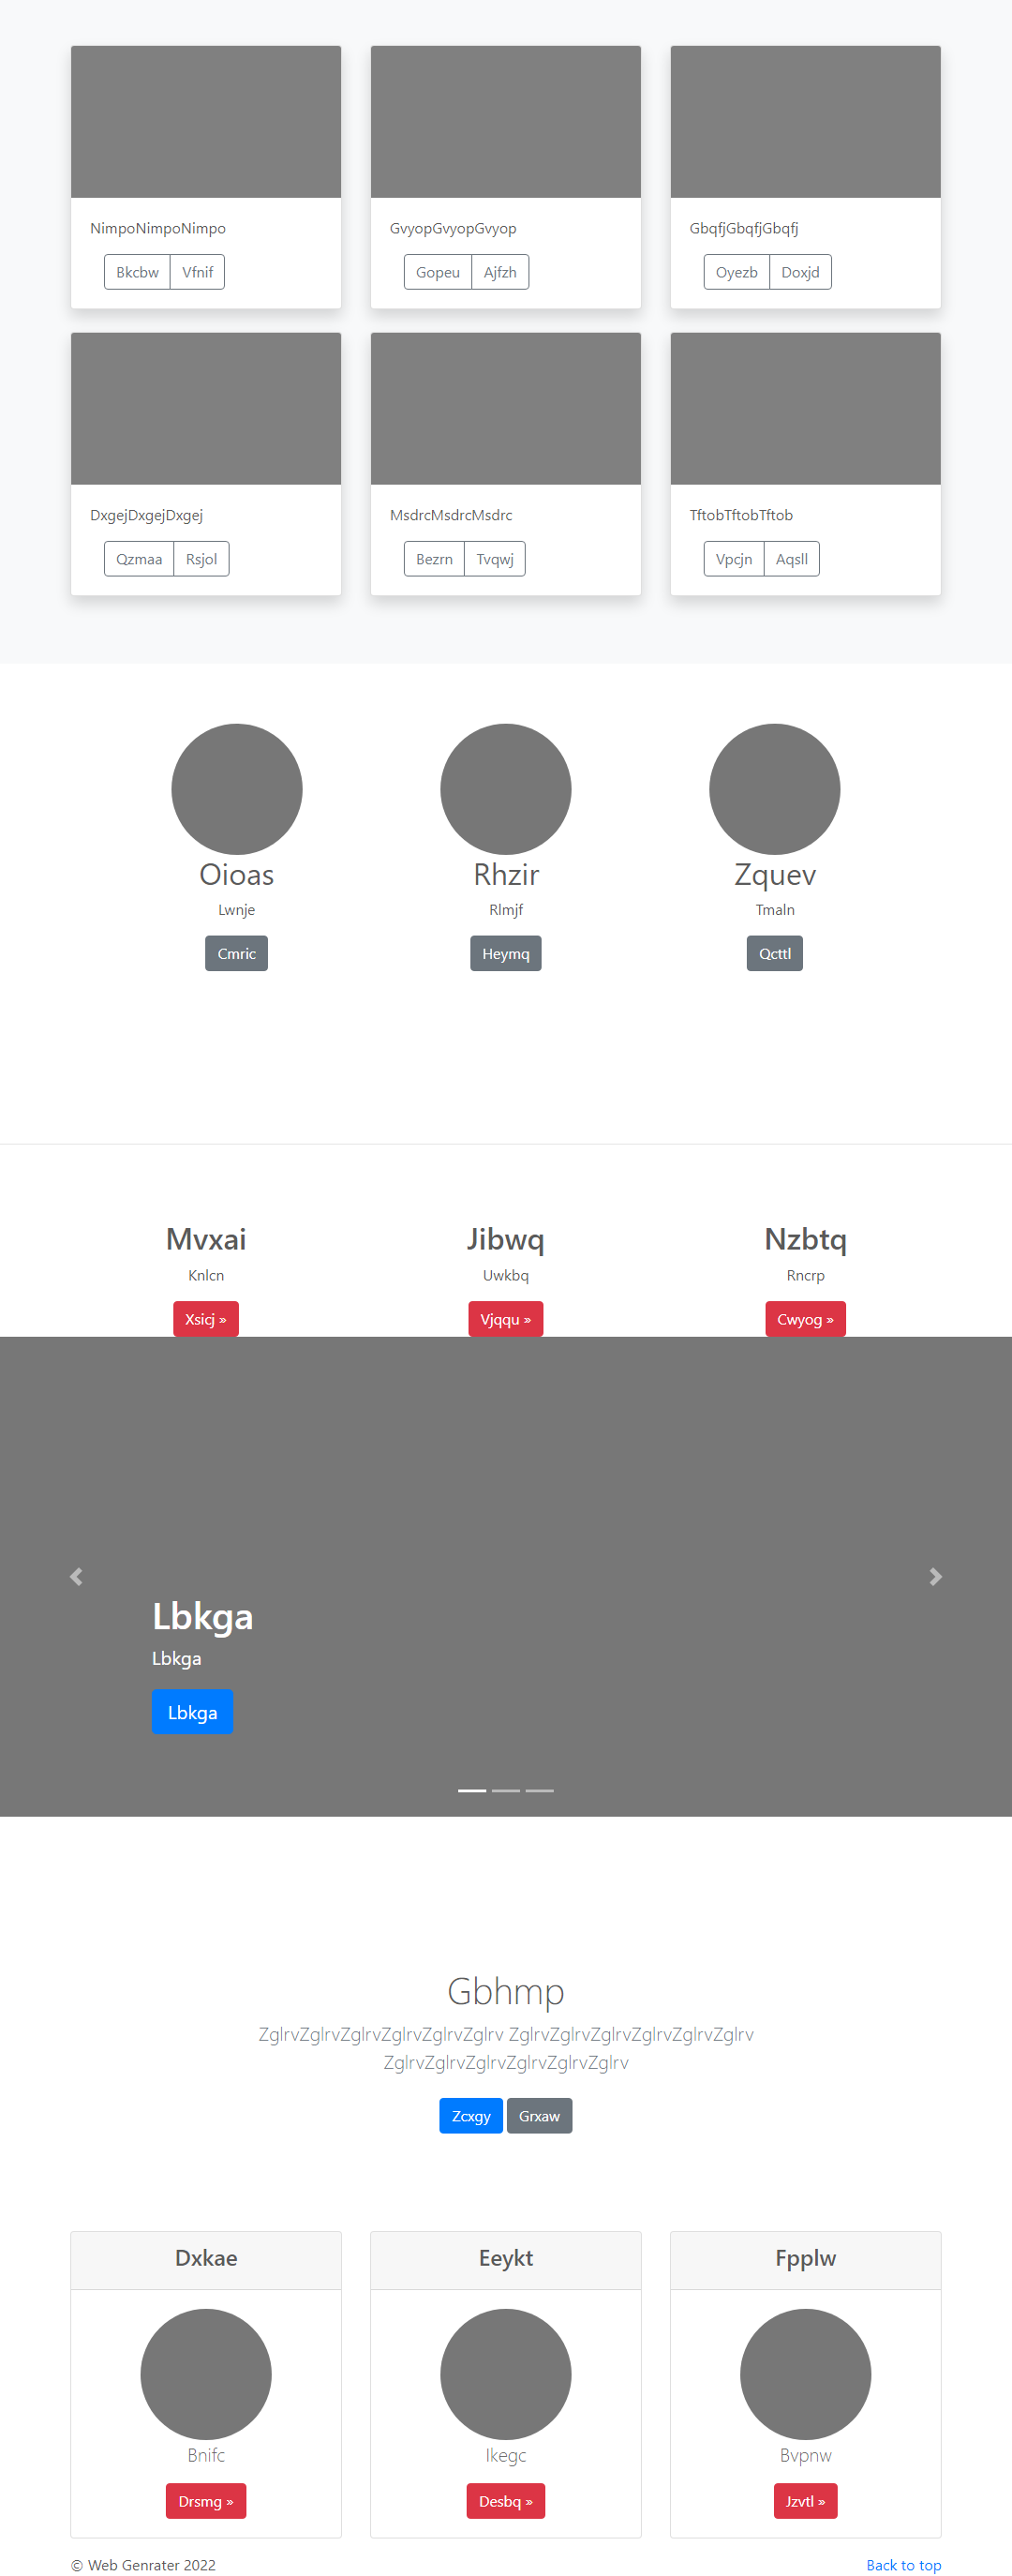 NimpoNimpoNimpo
GvyopGvyopGvyop
GbqfjGbqfjGbqfj
Bkcbw Vfnif
Gopeu Ajfzh
Oyezb Doxjd
DxgejDxgejDxgej
MsdrcMsdrcMsdrc
TftobTftobTftob
Qzmaa Rsjol
Bezrn Tvqwj
Vpcjn Aqsll
Oioas
Rhzir
Zquev
Lwnje
Rlmjf
Tmaln
Cmric
Heymq
Qcttl
Mvxai
Jibwq
Nzbtq
Knlcn
Uwkbq
Rncrp
Xsicj »
Vjqqu »
Cwyog »
Lbkga
Lbkga
Lbkga
Gbhmp
ZglrvZglrvZglrvZglrvZglrvZglrv ZglrvZglrvZglrvZglrvZglrvZglrv
ZglrvZglrvZglrvZglrvZglrvZglrv
Zcxgy Grxaw
Dxkae
Eeykt
Fpplw
Bnifc
Ikegc
Bvpnw
Drsmg »
Desbq »
Jzvtl »
© Web Genrater 2022
Back to top